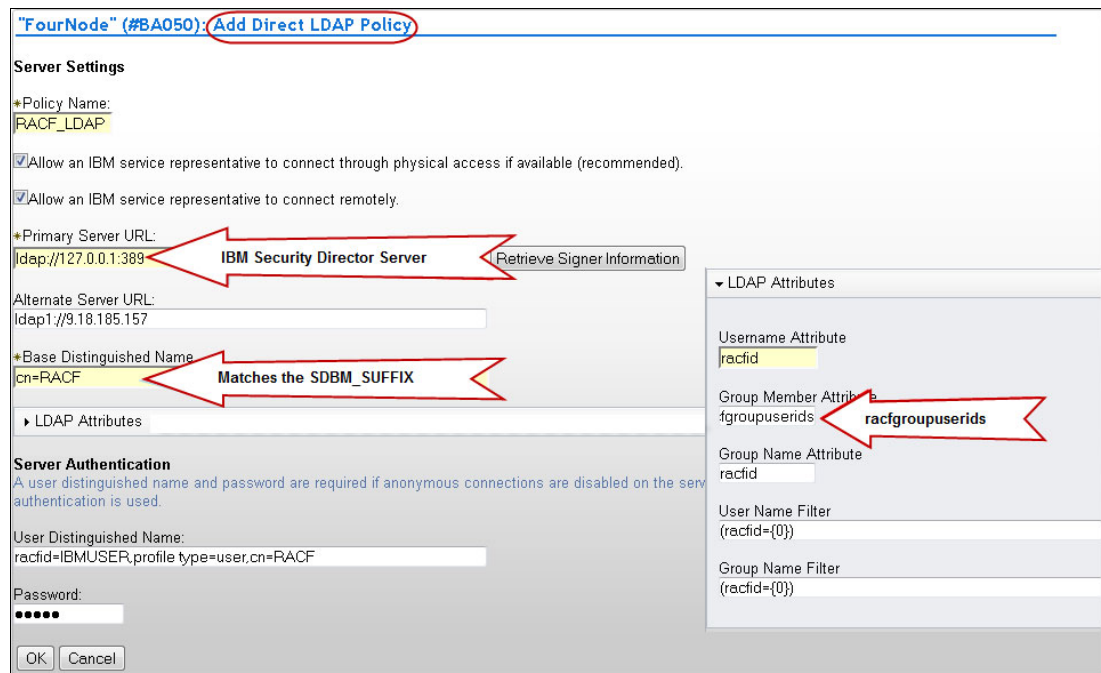 "FourNode" (#BA050): Add Direct LDAP Policy
Server Settings
*Policy Name:
RACF_LDAP
Allow an IBM service representative to connect through physical access if available (recommended).
Allow an IBM service representative to connect remotely.
*Primary Server URL:
ldap://127.0.0.1:389
IBM Security Director Server
Retrieve Signer Information
Alternate Server URL:
ldap1://9.18.185.157
*Base Distinguished Name
cn=RACF
Matches the SDBM_SUFFIX
LDAP Attributes
Server Authentication
A user distinguished name and password are required if anonymous connections are disabled on the serv
authentication is used.
User Distinguished Name:
racfid=IBMUSER,profile type=user,cn=RACF
Password:
●●●●●
OK
Cancel
LDAP Attributes
Username Attribute
racfid
Group Member Attribute
fgroupuserids
racfgroupuserids
Group Name Attribute
racfid
User Name Filter
(racfid={0})
Group Name Filter
(racfid={0})